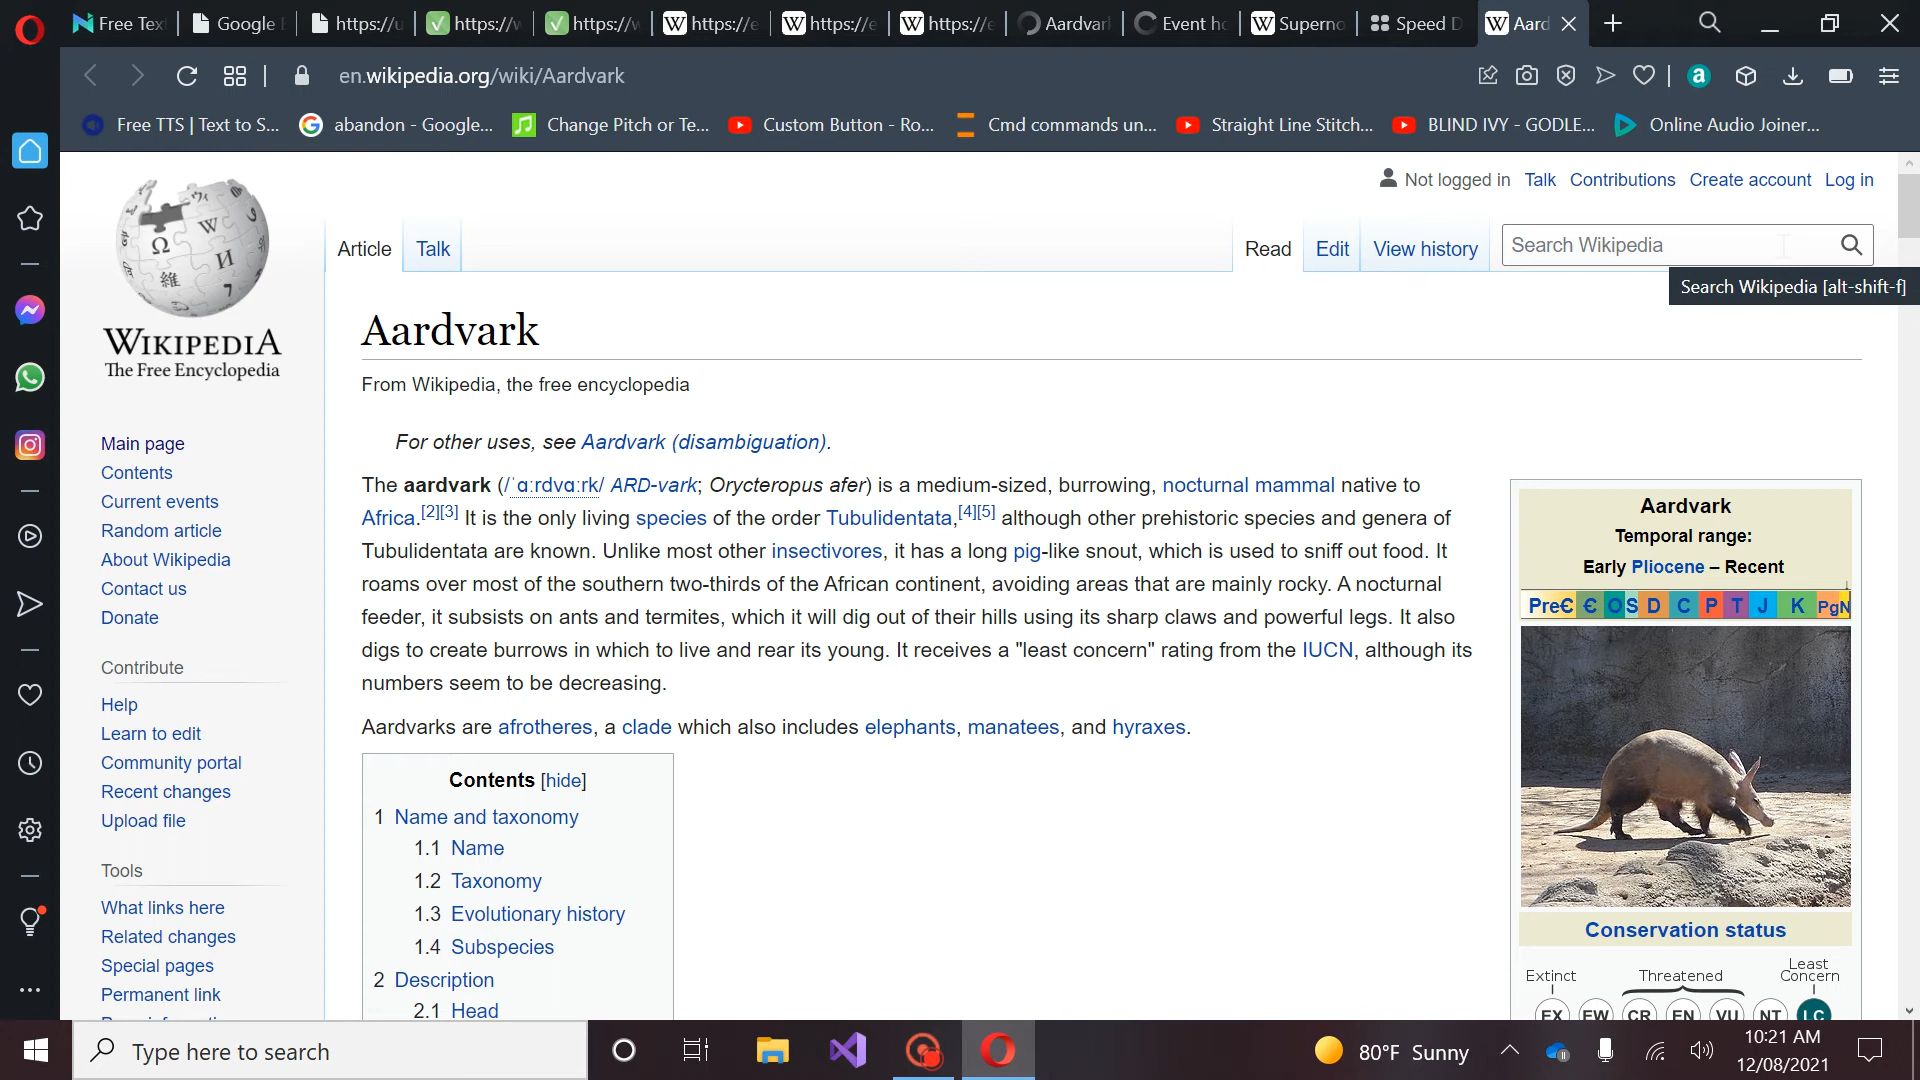 Free Tex
Google
https://u
https://w
https://w
https://e
https://e
https://e
Aardvark
Event ho
Superno
Speed D
Aard
en.wikipedia.org/wiki/Aardvark
Free TTS | Text to S...
abandon - Google...
Change Pitch or Te...
Custom Button - Ro...
Cmd commands un...
Straight Line Stitch...
BLIND IVY - GODLE...
Online Audio Joiner...
Not logged in Talk Contributions Create account Log in
Article Talk
Read Edit View history
Search Wikipedia
Search Wikipedia [alt-shift-f]
WIKIPEDIA
The Free Encyclopedia
Main page
Contents
Current events
Random article
About Wikipedia
Contact us
Donate
Contribute
Help
Learn to edit
Community portal
Recent changes
Upload file
Tools
What links here
Related changes
Special pages
Permanent link
Aardvark
From Wikipedia, the free encyclopedia
For other uses, see Aardvark (disambiguation).
The aardvark (/ˈɑːrdvɑːrk/ ARD-vark; Orycteropus afer) is a medium-sized, burrowing, nocturnal mammal native to
Africa.[2][3] It is the only living species of the order Tubulidentata,[4][5] although other prehistoric species and genera of
Tubulidentata are known. Unlike most other insectivores, it has a long pig-like snout, which is used to sniff out food. It
roams over most of the southern two-thirds of the African continent, avoiding areas that are mainly rocky. A nocturnal
feeder, it subsists on ants and termites, which it will dig out of their hills using its sharp claws and powerful legs. It also
digs to create burrows in which to live and rear its young. It receives a "least concern" rating from the IUCN, although its
numbers seem to be decreasing.
Aardvarks are afrotheres, a clade which also includes elephants, manatees, and hyraxes.
Contents [hide]
1 Name and taxonomy
1.1 Name
1.2 Taxonomy
1.3 Evolutionary history
1.4 Subspecies
2 Description
2.1 Head
Aardvark
Temporal range:
Early Pliocene – Recent
PreꞒ Ꞓ O S D C P T J K Pg N
Conservation status
Extinct
Threatened
Least
Concern
EX EW CR EN VU NT LC
Type here to search
80°F Sunny
10:21 AM
12/08/2021